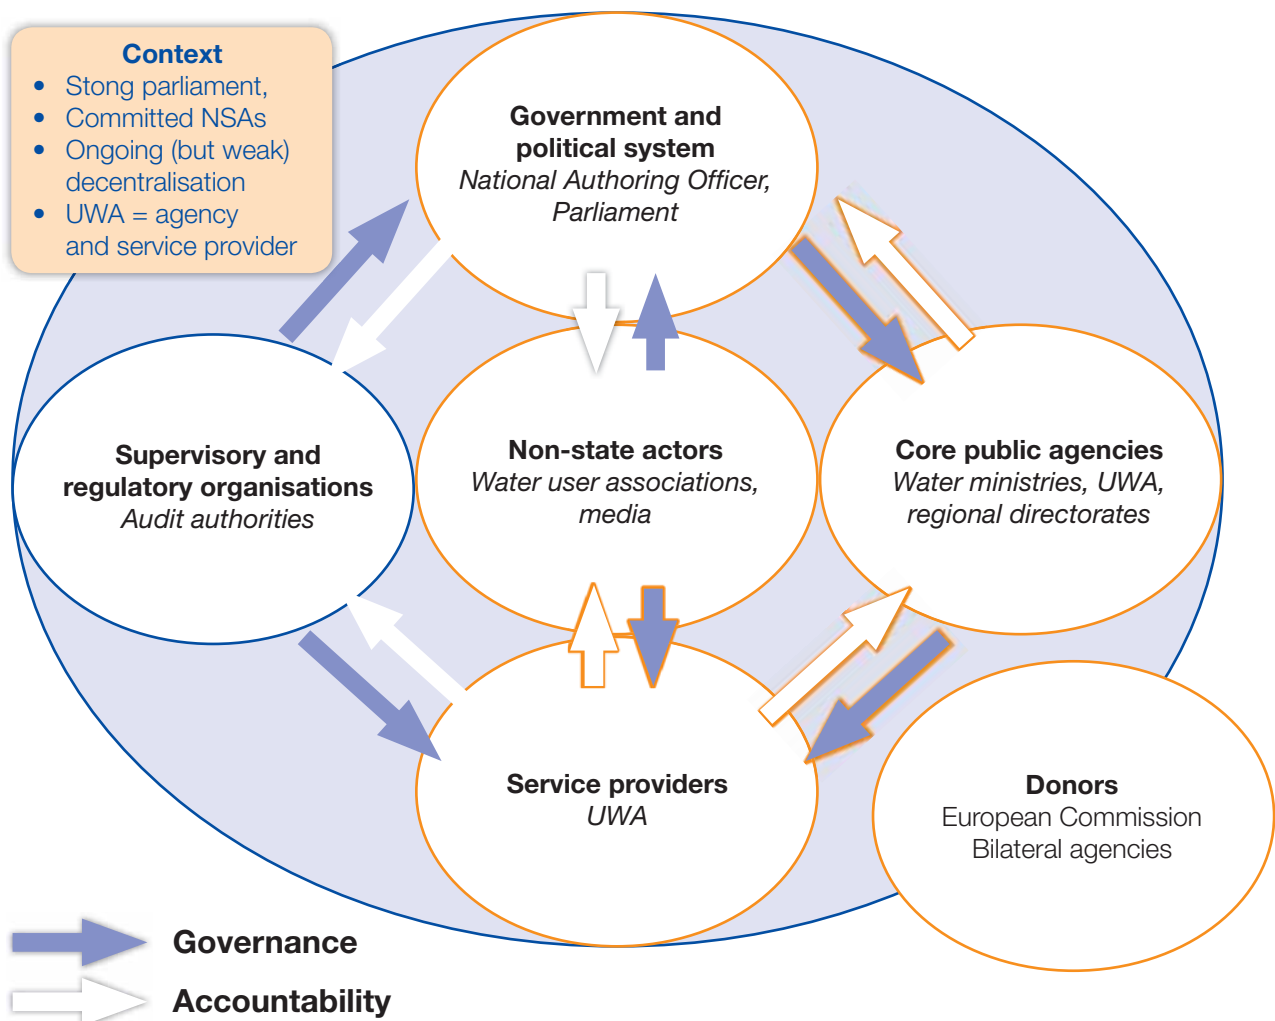 Context
• Stong parliament,
• Committed NSAs
• Ongoing (but weak)
decentralisation
• UWA = agency
and service provider
Government and
political system
National Authoring Officer,
Parliament
Supervisory and
regulatory organisations
Audit authorities
Non-state actors
Water user associations,
media
Core public agencies
Water ministries, UWA,
regional directorates
Service providers
UWA
Donors
European Commission
Bilateral agencies
Governance
Accountability